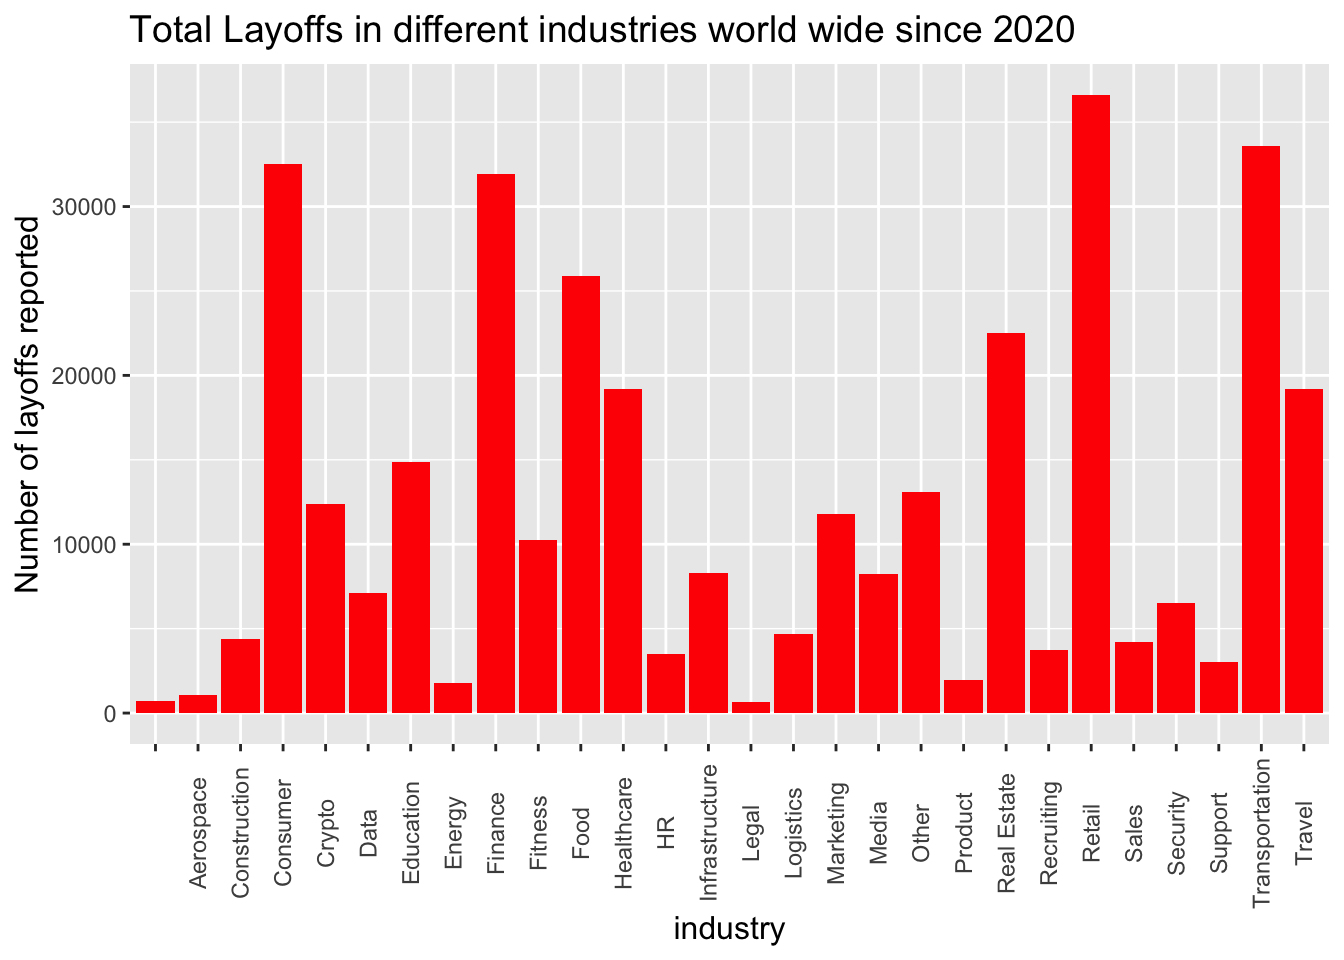 Total Layoffs in different industries world wide since 2020
Number of layoffs reported
30000
20000
10000
0
Aerospace
Construction
Consumer
Crypto
Data
Education
Energy
Finance
Fitness
Food
Healthcare
HR
Infrastructure
Legal
Logistics
Marketing
Media
Other
Product
Real Estate
Recruiting
Retail
Sales
Security
Support
Transportation
Travel
industry